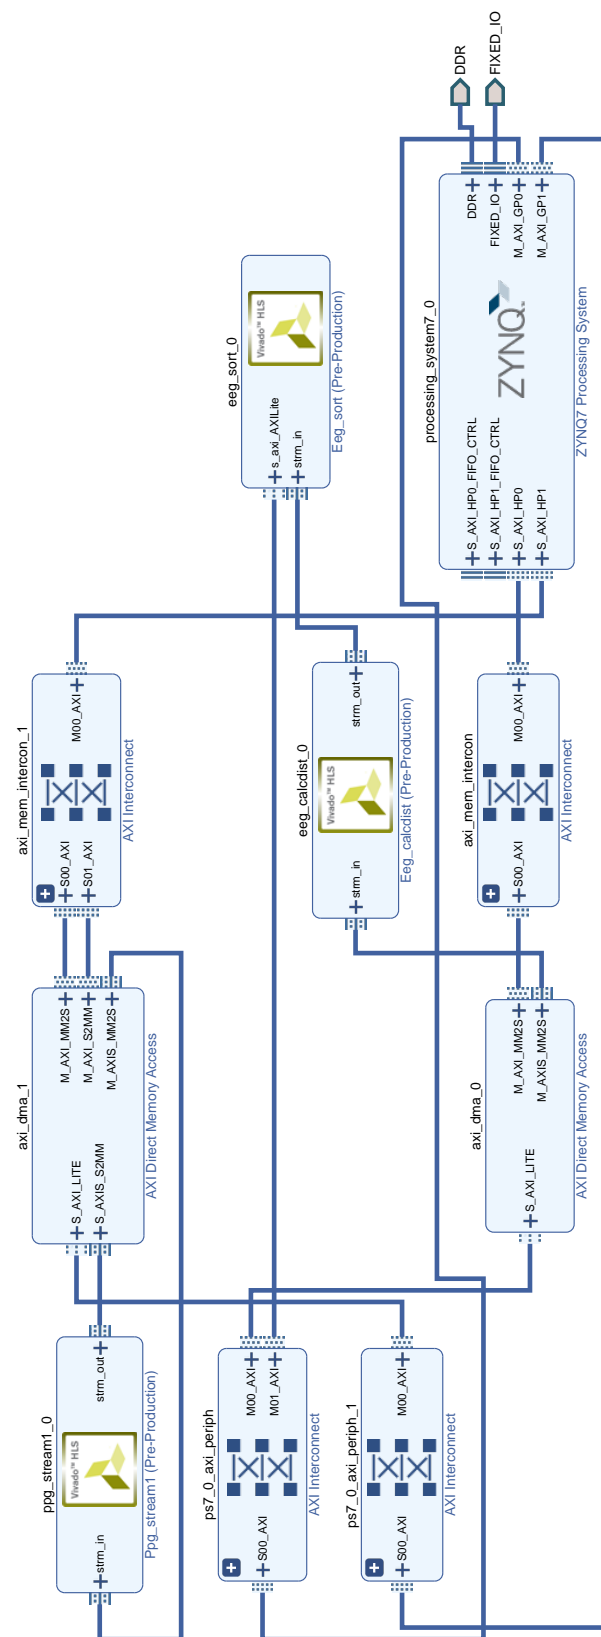 ppg_stream1_0
strm_in
Vivado™ HLS
strm_out
Ppg_stream1 (Pre-Production)
axi_dma_1
S_AXI_LITE
S_AXIS_S2MM
M_AXI_MM2S
M_AXI_S2MM
M_AXIS_MM2S
AXI Direct Memory Access
axi_mem_intercon_1
S00_AXI
S01_AXI
M00_AXI
AXI Interconnect
ps7_0_axi_periph
S00_AXI
M00_AXI
M01_AXI
AXI Interconnect
eeg_sort_0
s_axi_AXILite
strm_in
Vivado™ HLS
Eeg_sort (Pre-Production)
eeg_calcdist_0
strm_in
Vivado™ HLS
strm_out
Eeg_calcdist (Pre-Production)
ps7_0_axi_periph_1
S00_AXI
M00_AXI
AXI Interconnect
axi_dma_0
S_AXI_LITE
M_AXI_MM2S
M_AXIS_MM2S
AXI Direct Memory Access
axi_mem_intercon
S00_AXI
M00_AXI
AXI Interconnect
processing_system7_0
S_AXI_HP0_FIFO_CTRL
S_AXI_HP1_FIFO_CTRL
S_AXI_HP0
S_AXI_HP1
ZYNQ
DDR
FIXED_IO
M_AXI_GP0
M_AXI_GP1
ZYNQ7 Processing System
DDR
FIXED_IO